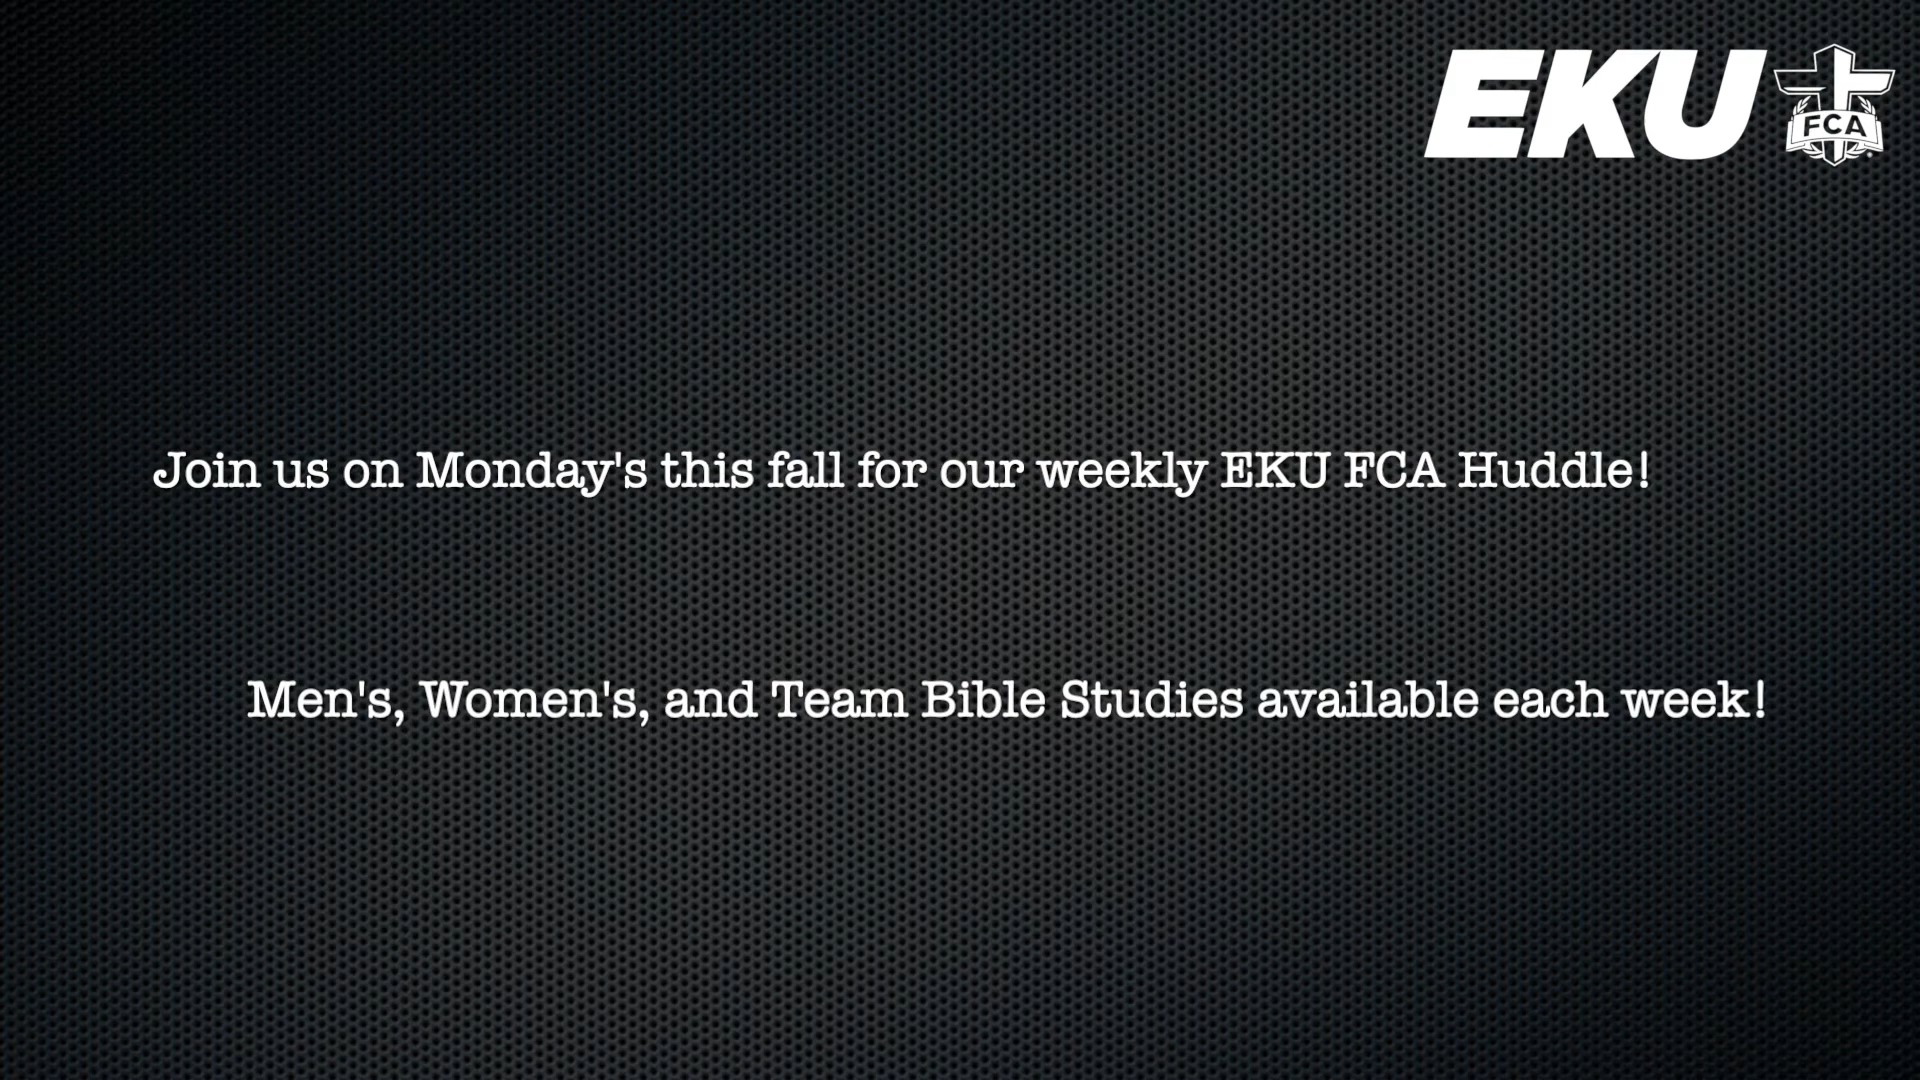 EKU
FCA
Join us on Monday's this fall for our weekly EKU FCA Huddle!
Men's, Women's, and Team Bible Studies available each week!